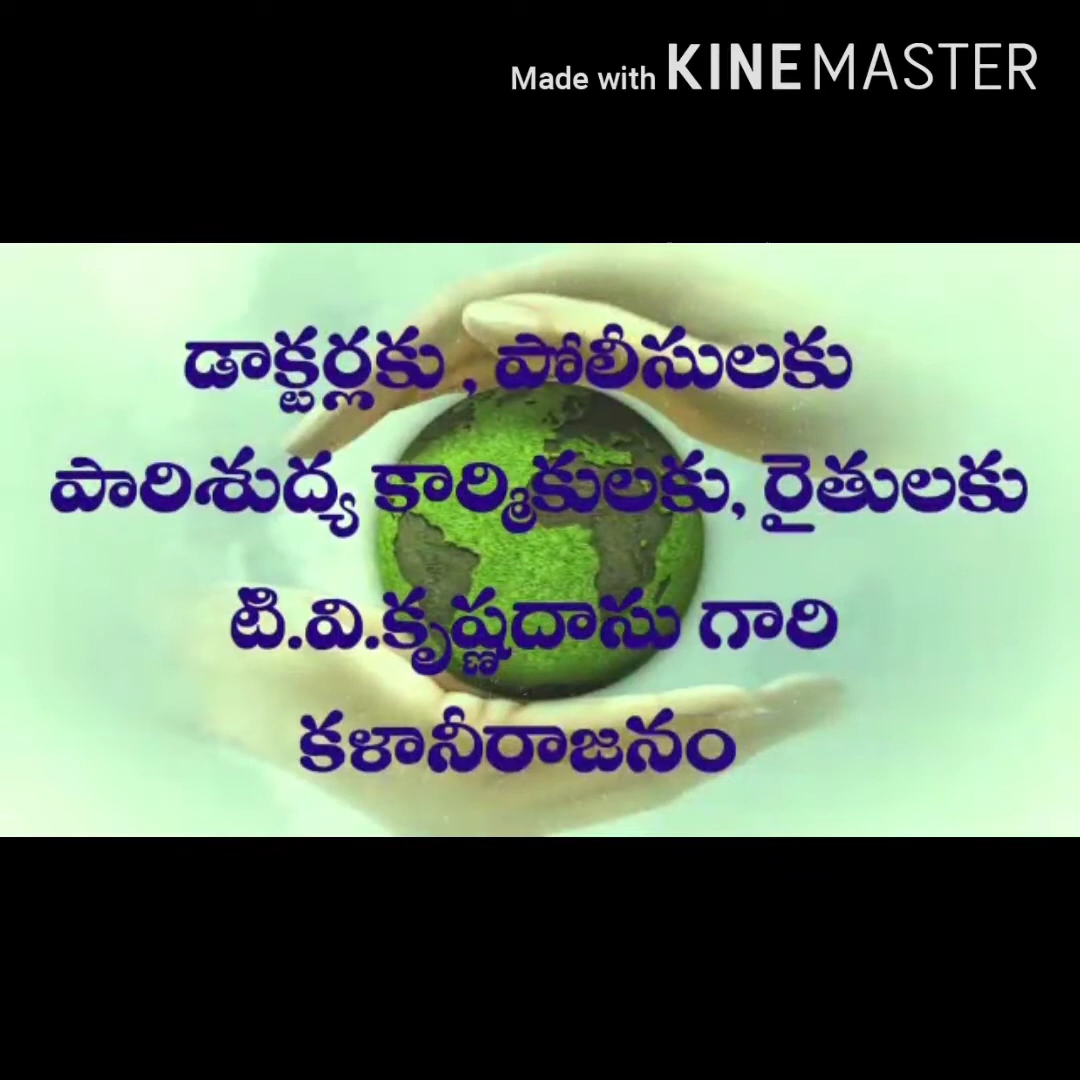 Made with KINEMASTER
డాక్టర్లకు , పోలీసులకు
పారిశుద్య కార్మికులకు, రైతులకు
టి.వి.కృష్ణదాసు గారి
కళానీరాజనం